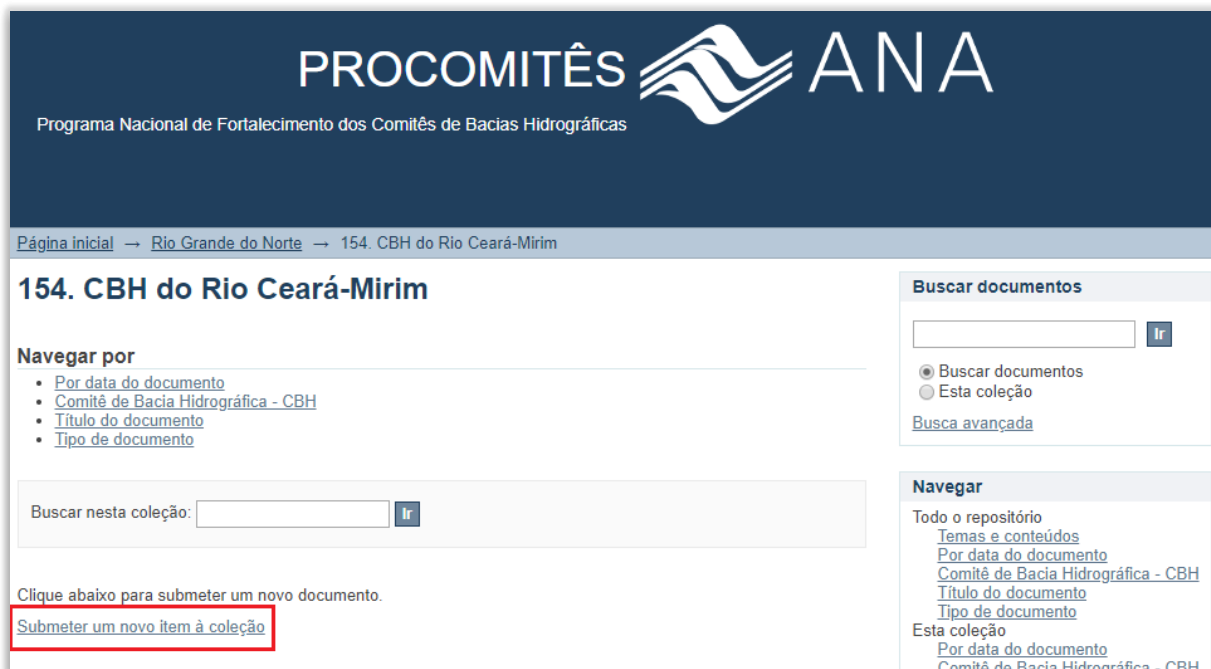 PROCOMITÊS ANA
Programa Nacional de Fortalecimento dos Comitês de Bacias Hidrográficas
Página inicial → Rio Grande do Norte → 154. CBH do Rio Ceará-Mirim
154. CBH do Rio Ceará-Mirim
Navegar por
• Por data do documento
• Comitê de Bacia Hidrográfica - CBH
• Título do documento
• Tipo de documento
Buscar nesta coleção: Ir
Clique abaixo para submeter um novo documento.
Submeter um novo item à coleção
Buscar documentos
Ir
Buscar documentos
Esta coleção
Busca avançada
Navegar
Todo o repositório
Temas e conteúdos
Por data do documento
Comitê de Bacia Hidrográfica - CBH
Título do documento
Tipo de documento
Esta coleção
Por data do documento
Comitê de Bacia Hidrográfica - CBH